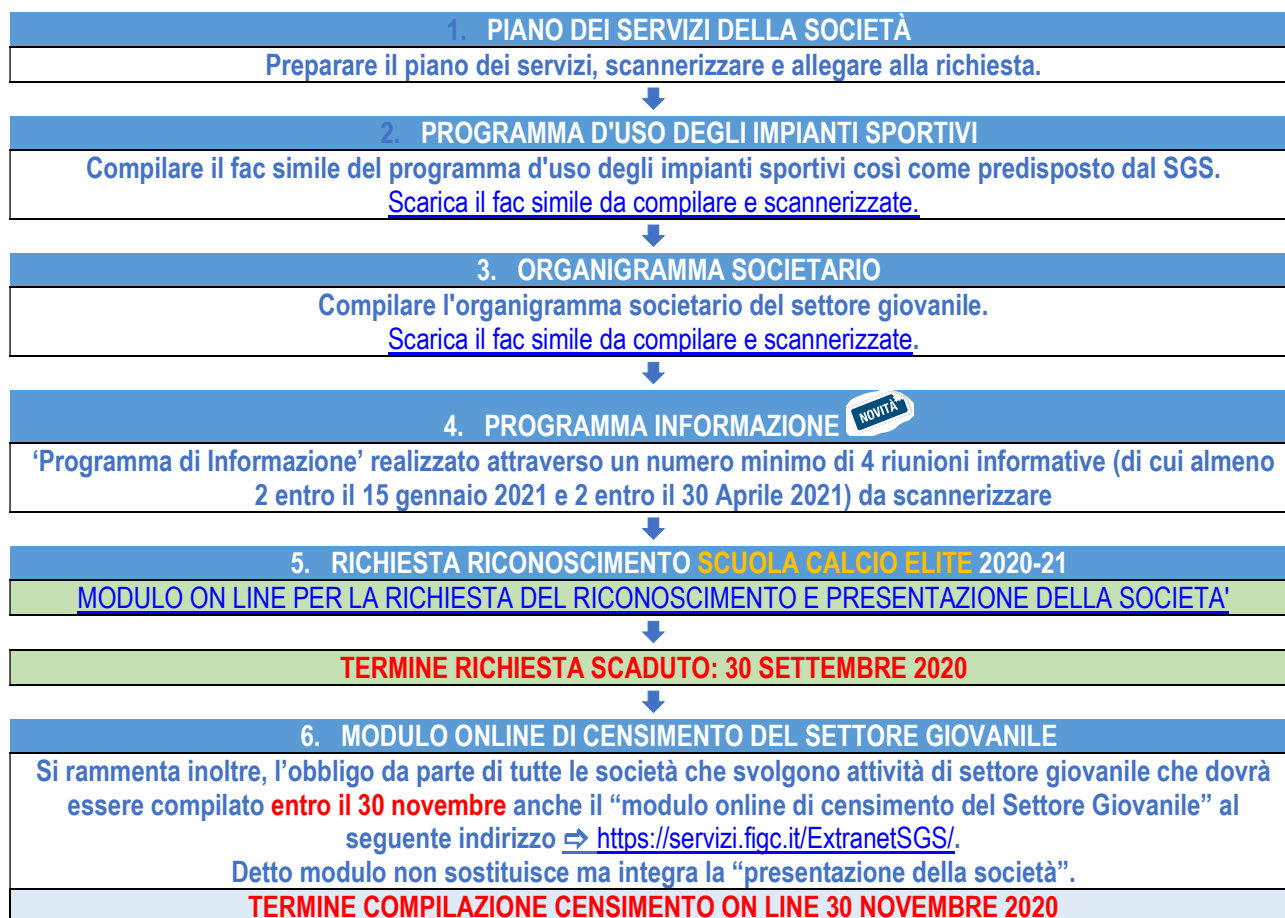 1. PIANO DEI SERVIZI DELLA SOCIETÀ
Preparare il piano dei servizi, scannerizzare e allegare alla richiesta.
2. PROGRAMMA D'USO DEGLI IMPIANTI SPORTIVI
Compilare il fac simile del programma d'uso degli impianti sportivi così come predisposto dal SGS.
Scarica il fac simile da compilare e scannerizzate.
3. ORGANIGRAMMA SOCIETARIO
Compilare l'organigramma societario del settore giovanile.
Scarica il fac simile da compilare e scannerizzate.
4. PROGRAMMA INFORMAZIONE NOVITÀ
‘Programma di Informazione’ realizzato attraverso un numero minimo di 4 riunioni informative (di cui almeno
2 entro il 15 gennaio 2021 e 2 entro il 30 Aprile 2021) da scannerizzare
5. RICHIESTA RICONOSCIMENTO SCUOLA CALCIO ELITE 2020-21
MODULO ON LINE PER LA RICHIESTA DEL RICONOSCIMENTO E PRESENTAZIONE DELLA SOCIETA'
TERMINE RICHIESTA SCADUTO: 30 SETTEMBRE 2020
6. MODULO ONLINE DI CENSIMENTO DEL SETTORE GIOVANILE
Si rammenta inoltre, l’obbligo da parte di tutte le società che svolgono attività di settore giovanile che dovrà
essere compilato entro il 30 novembre anche il “modulo online di censimento del Settore Giovanile” al
seguente indirizzo ⇨ https://servizi.figc.it/ExtranetSGS/.
Detto modulo non sostituisce ma integra la “presentazione della società”.
TERMINE COMPILAZIONE CENSIMENTO ON LINE 30 NOVEMBRE 2020